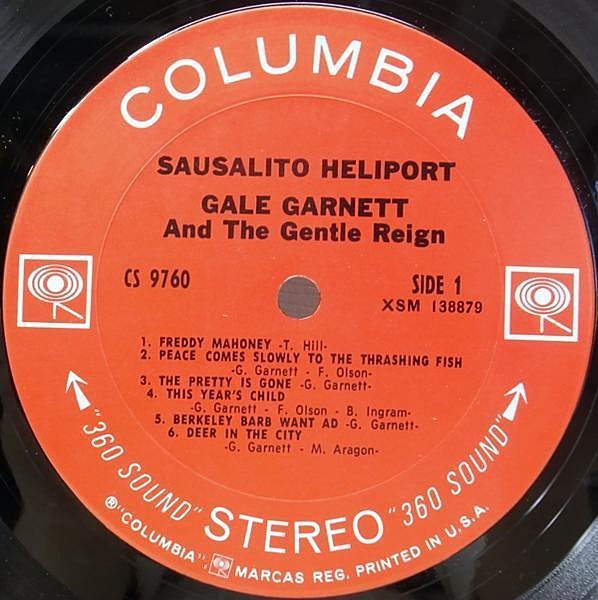 COLUMBIA
SAUSALITO HELIPORT
GALE GARNETT
And The Gentle Reign
CS 9760
SIDE 1
XSM 138879
1. FREDDY MAHONEY -T. Hill-
2. PEACE COMES SLOWLY TO THE THRASHING FISH
-G. Garnett - F. Olson-
3. THE PRETTY IS GONE -G. Garnett-
4. THIS YEAR'S CHILD
-G. Garnett - F. Olson - B. Ingram-
5. BERKELEY BARB WANT AD -G. Garnett-
6. DEER IN THE CITY
-G. Garnett - M. Aragon-
"360 SOUND" STEREO "360 SOUND"
® "COLUMBIA", MARCAS REG. PRINTED IN U.S.A.